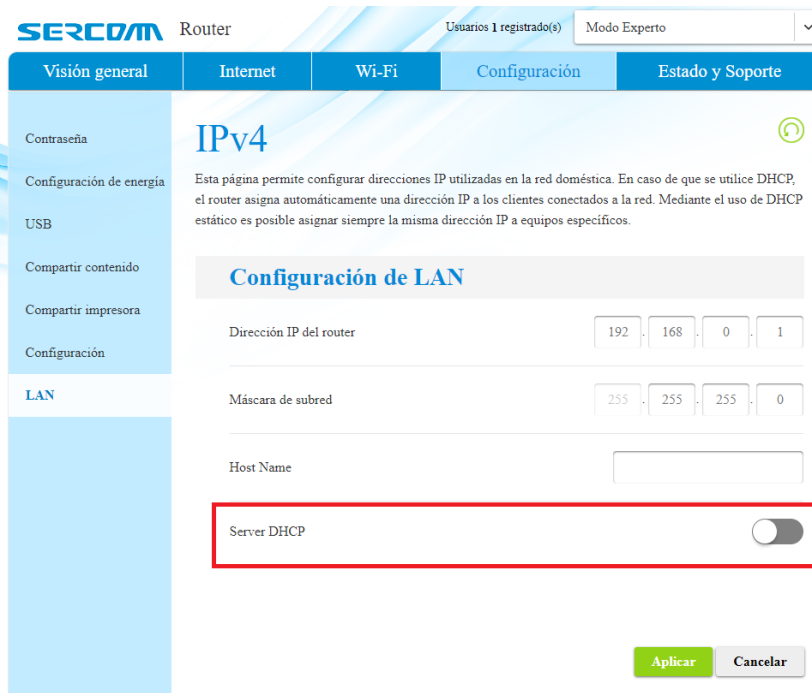 SERCOMM Router Usuarios 1 registrado(s) Modo Experto
Visión general Internet Wi-Fi Configuración Estado y Soporte
Contraseña
Configuración de energía
USB
Compartir contenido
Compartir impresora
Configuración
LAN
IPv4
Esta página permite configurar direcciones IP utilizadas en la red doméstica. En caso de que se utilice DHCP,
el router asigna automáticamente una dirección IP a los clientes conectados a la red. Mediante el uso de DHCP
estático es posible asignar siempre la misma dirección IP a equipos específicos.
Configuración de LAN
Dirección IP del router 192 . 168 . 0 . 1
Máscara de subred 255 . 255 . 255 . 0
Host Name
Server DHCP
Aplicar Cancelar